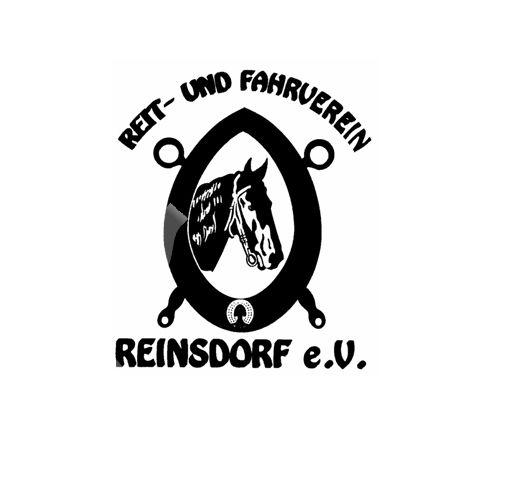 REIT- UND FAHRVEREIN
REINSDORF e.V.